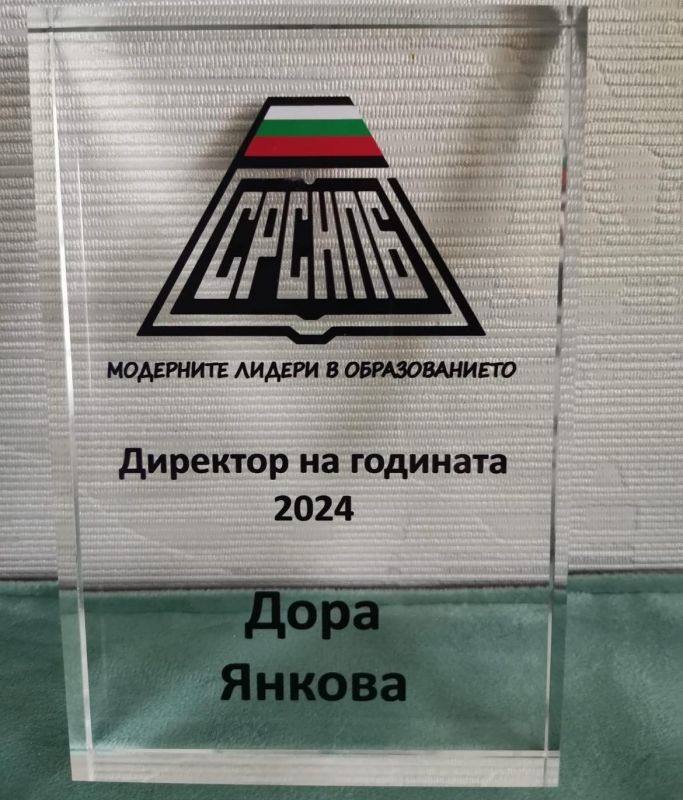 СРСНПБ
МОДЕРНИТЕ ЛИДЕРИ В ОБРАЗОВАНИЕТО
Директор на годината
2024
Дора
Янкова